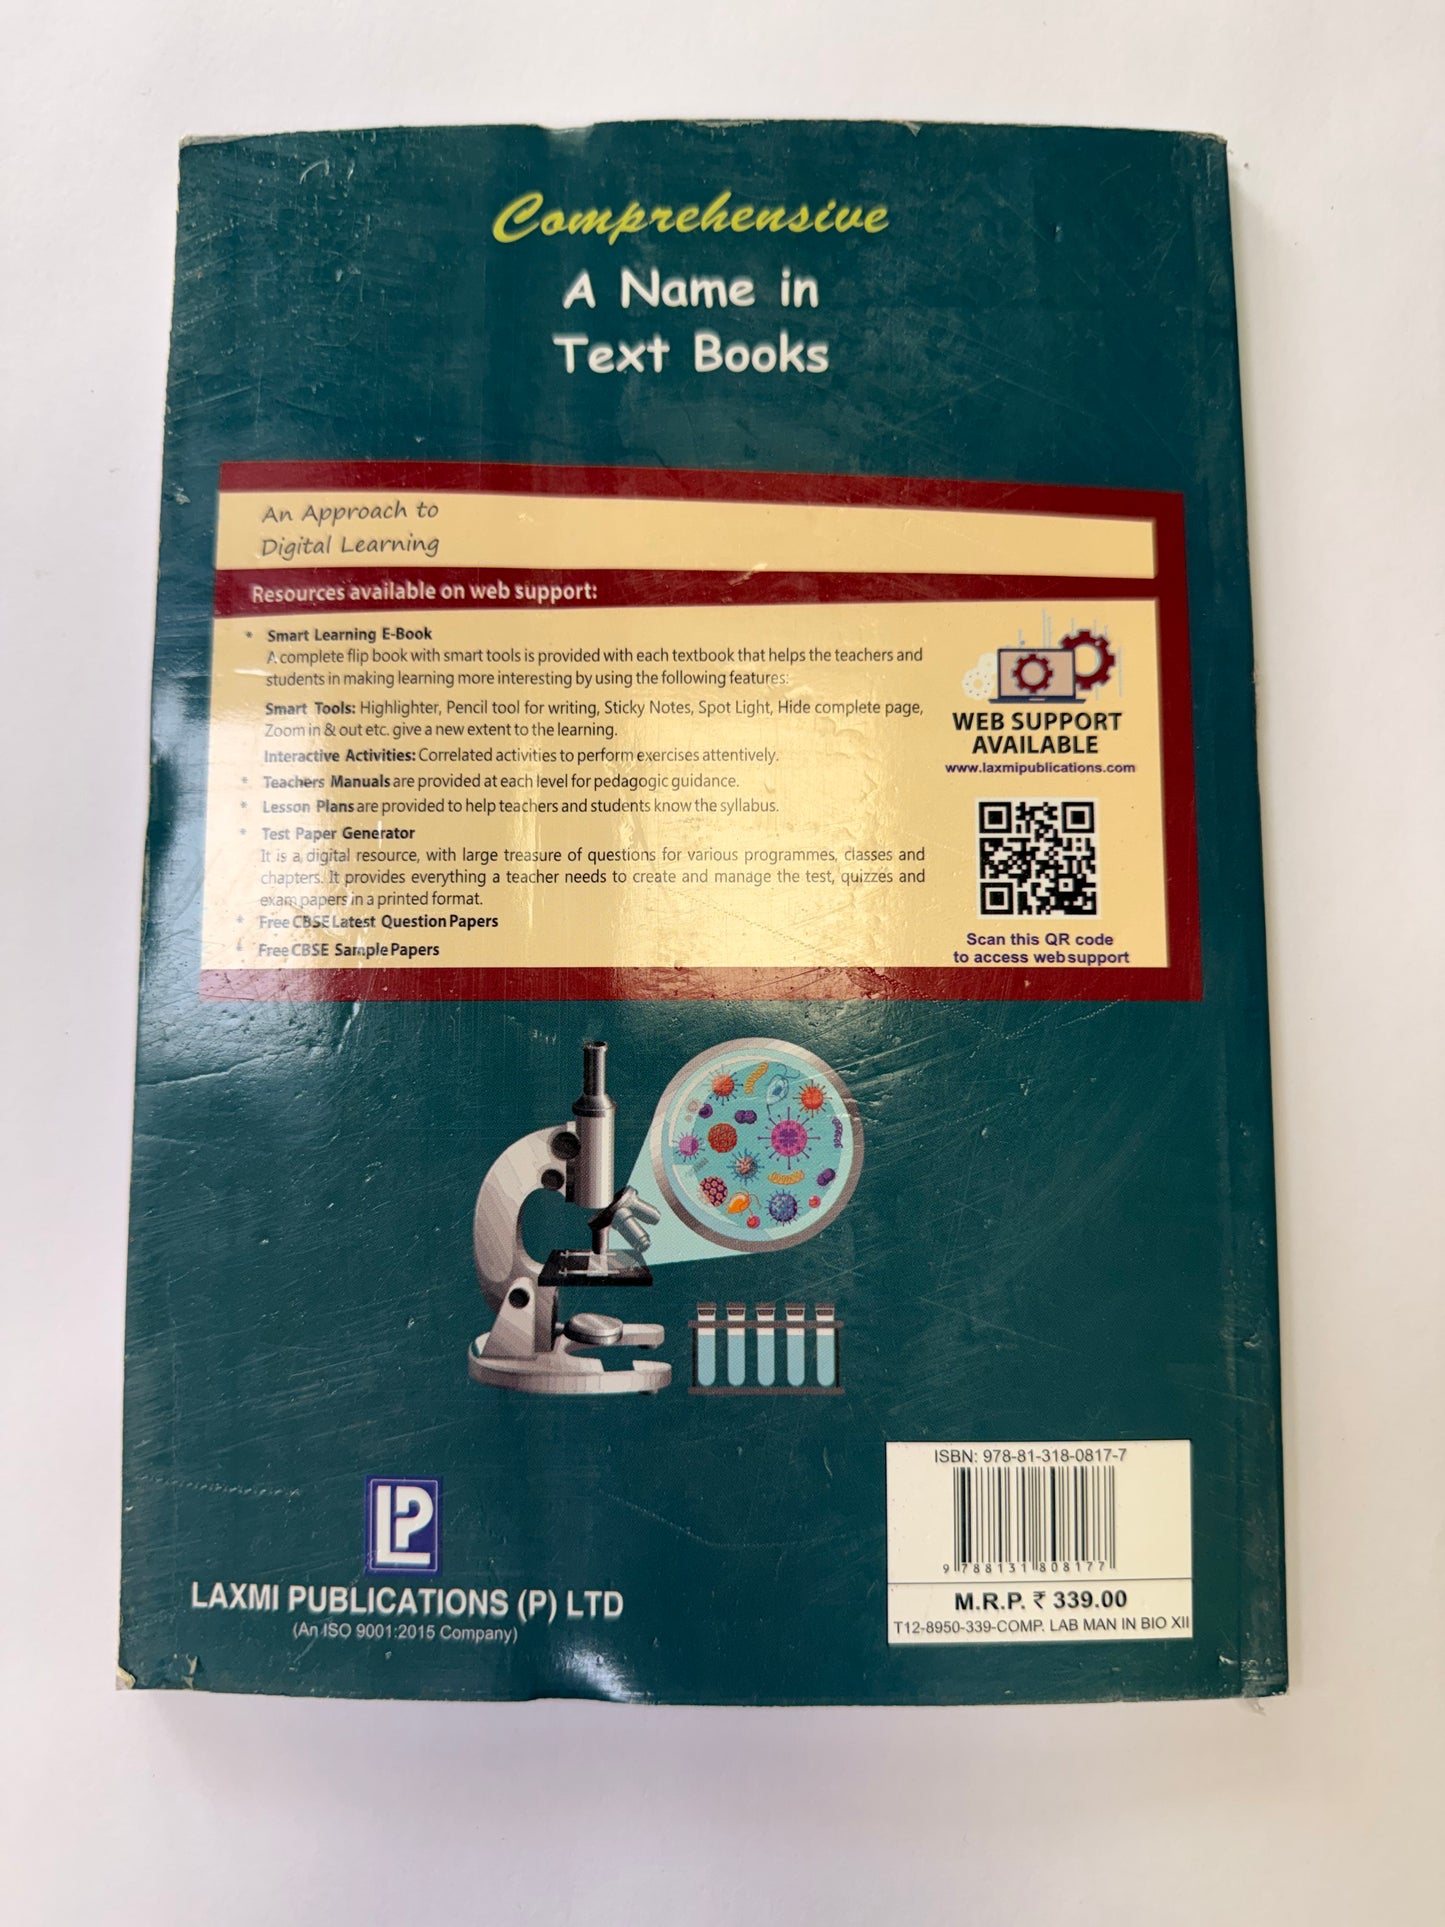 Comprehensive
A Name in
Text Books
An Approach to
Digital Learning
Resources available on web support:
* Smart Learning E-Book
A complete flip book with smart tools is provided with each textbook that helps the teachers and
students in making learning more interesting by using the following features:
Smart Tools: Highlighter, Pencil tool for writing, Sticky Notes, Spot Light, Hide complete page,
Zoom in & out etc. give a new extent to the learning.
Interactive Activities: Correlated activities to perform exercises attentively.
* Teachers Manuals are provided at each level for pedagogic guidance.
* Lesson Plans are provided to help teachers and students know the syllabus.
* Test Paper Generator
It is a digital resource, with large treasure of questions for various programmes, classes and
chapters. It provides everything a teacher needs to create and manage the test, quizzes and
exam papers in a printed format.
* Free CBSE Latest Question Papers
* Free CBSE Sample Papers
WEB SUPPORT
AVAILABLE
www.laxmipublications.com
Scan this QR code
to access web support
LP
LAXMI PUBLICATIONS (P) LTD
(An ISO 9001:2015 Company)
ISBN: 978-81-318-0817-7
9 788131 808177
M.R.P. ₹ 339.00
T12-8950-339-COMP. LAB MAN IN BIO XII